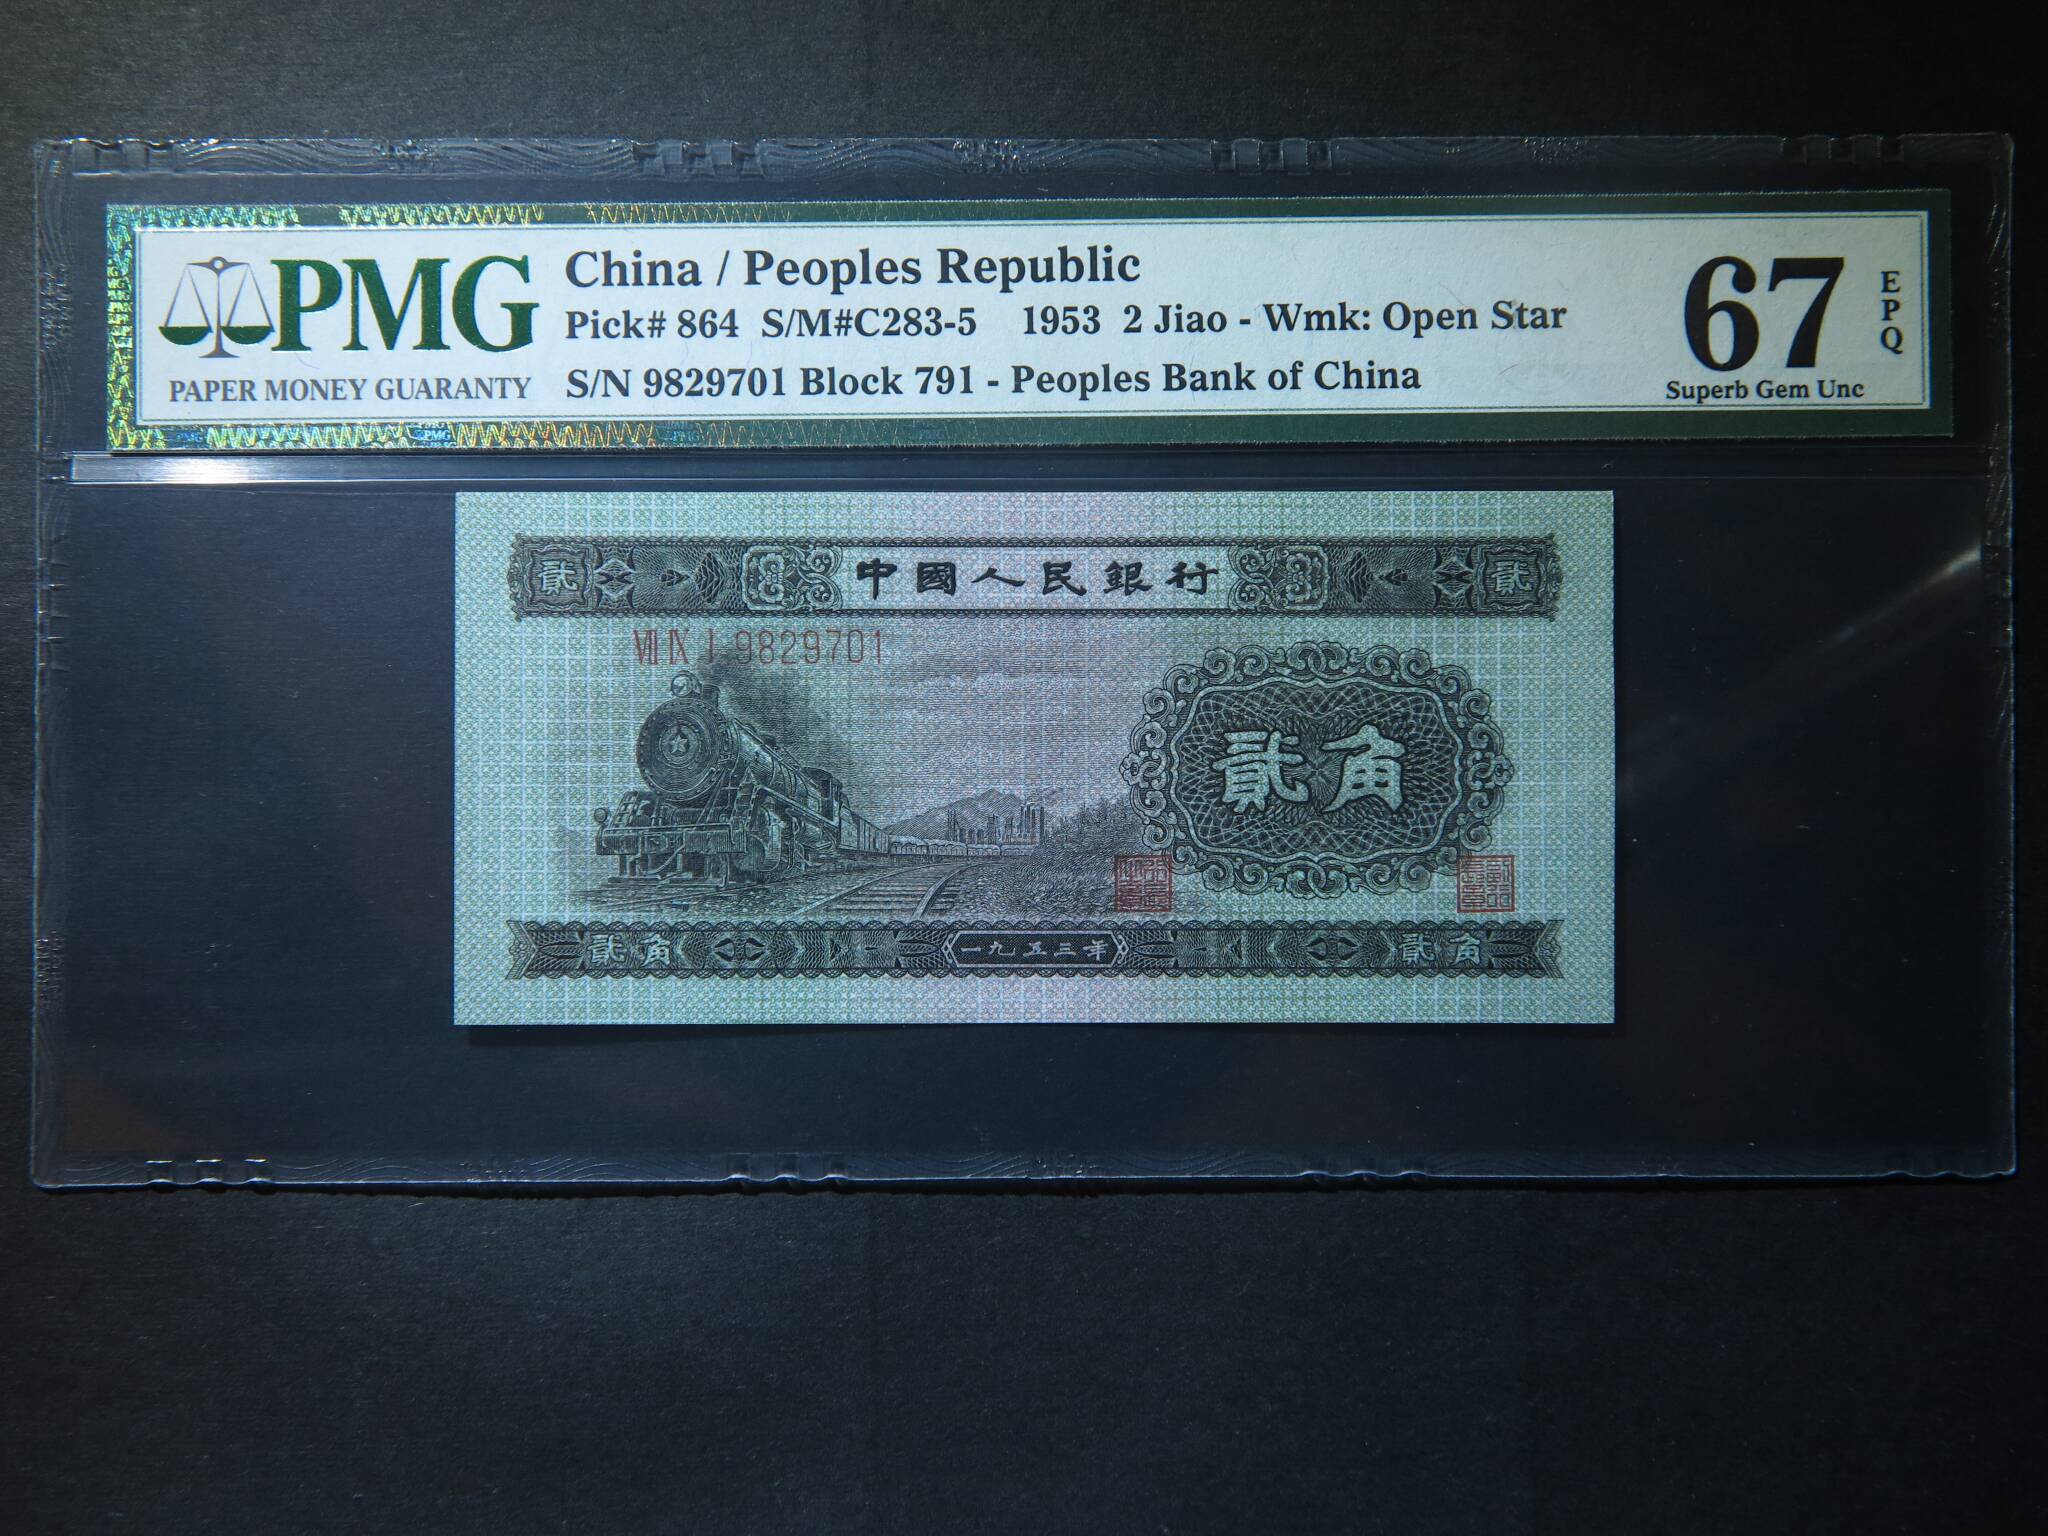 PMG
PAPER MONEY GUARANTY
China / Peoples Republic
Pick# 864 S/M#C283-5 1953 2 Jiao - Wmk: Open Star
S/N 9829701 Block 791 - Peoples Bank of China
67
EPQ
Superb Gem Unc
貳 中國人民銀行 貳
VII IX I 9829701
貳角
貳角 一九五三年 貳角